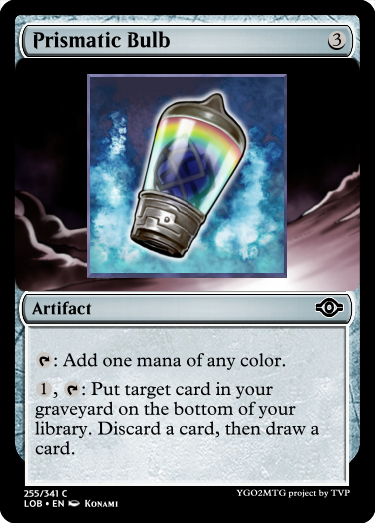 Prismatic Bulb 3
Artifact
: Add one mana of any color.
1, : Put target card in your
graveyard on the bottom of your
library. Discard a card, then draw a
card.
255/341 C
LOB • EN Konami
YGO2MTG project by TVP